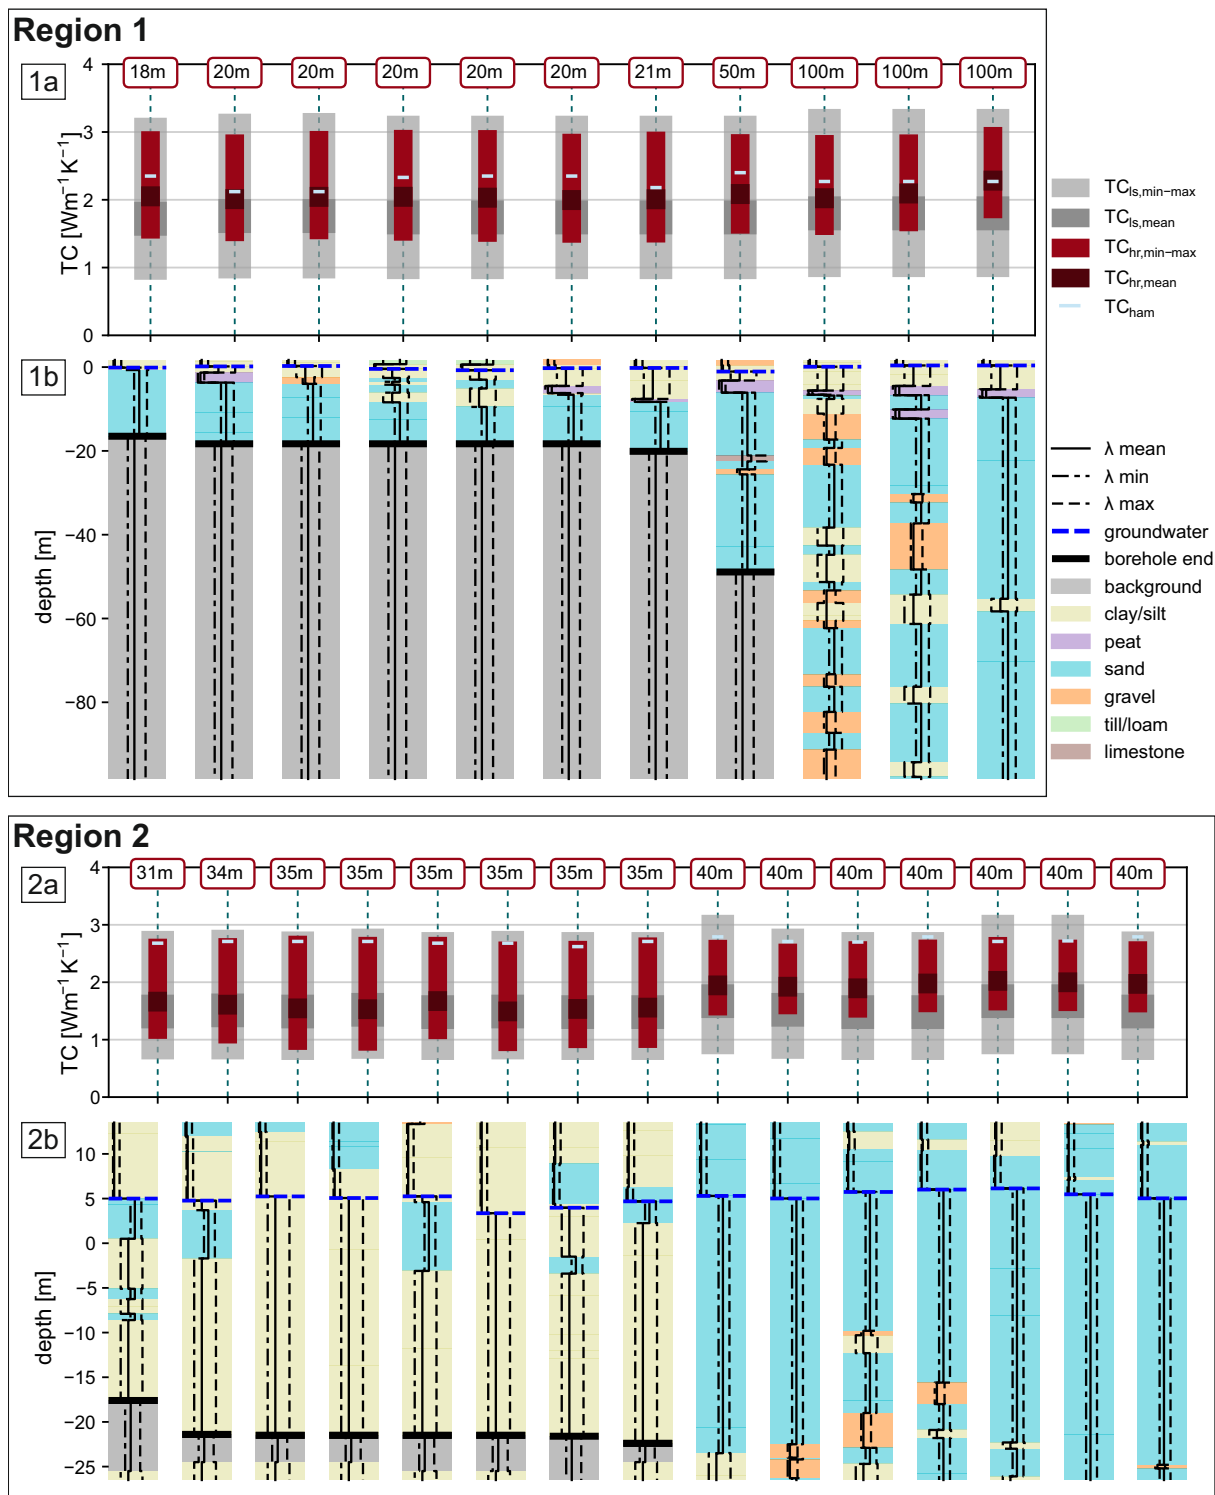 Region 1
1a
18m 20m 20m 20m 20m 20m 21m 50m 100m 100m 100m
4
3
2
1
0
TC [Wm⁻¹K⁻¹]
TCls,min−max
TCls,mean
TChr,min−max
TChr,mean
TCham
1b
0
−20
−40
−60
−80
depth [m]
λ mean
λ min
λ max
groundwater
borehole end
background
clay/silt
peat
sand
gravel
till/loam
limestone
Region 2
2a
31m 34m 35m 35m 35m 35m 35m 35m 40m 40m 40m 40m 40m 40m 40m
4
3
2
1
0
TC [Wm⁻¹K⁻¹]
2b
10
5
0
−5
−10
−15
−20
−25
depth [m]